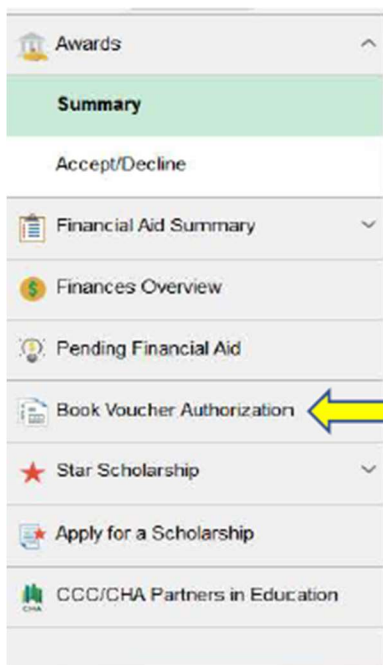 Awards
Summary
Accept/Decline
Financial Aid Summary
$
Finances Overview
Pending Financial Aid
Book Voucher Authorization
Star Scholarship
Apply for a Scholarship
CHA
CCC/CHA Partners in Education